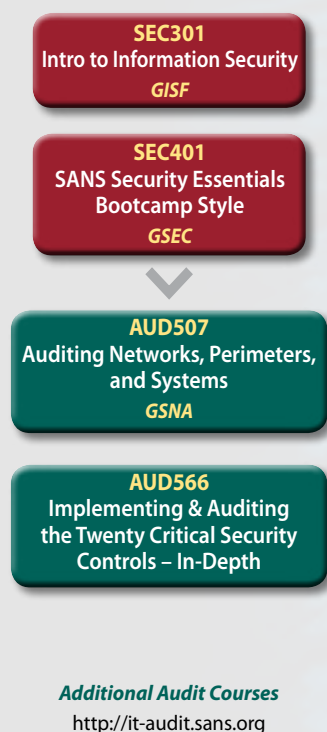 SEC301
Intro to Information Security
GISF
SEC401
SANS Security Essentials
Bootcamp Style
GSEC
AUD507
Auditing Networks, Perimeters,
and Systems
GSNA
AUD566
Implementing & Auditing
the Twenty Critical Security
Controls – In-Depth
Additional Audit Courses
http://it-audit.sans.org